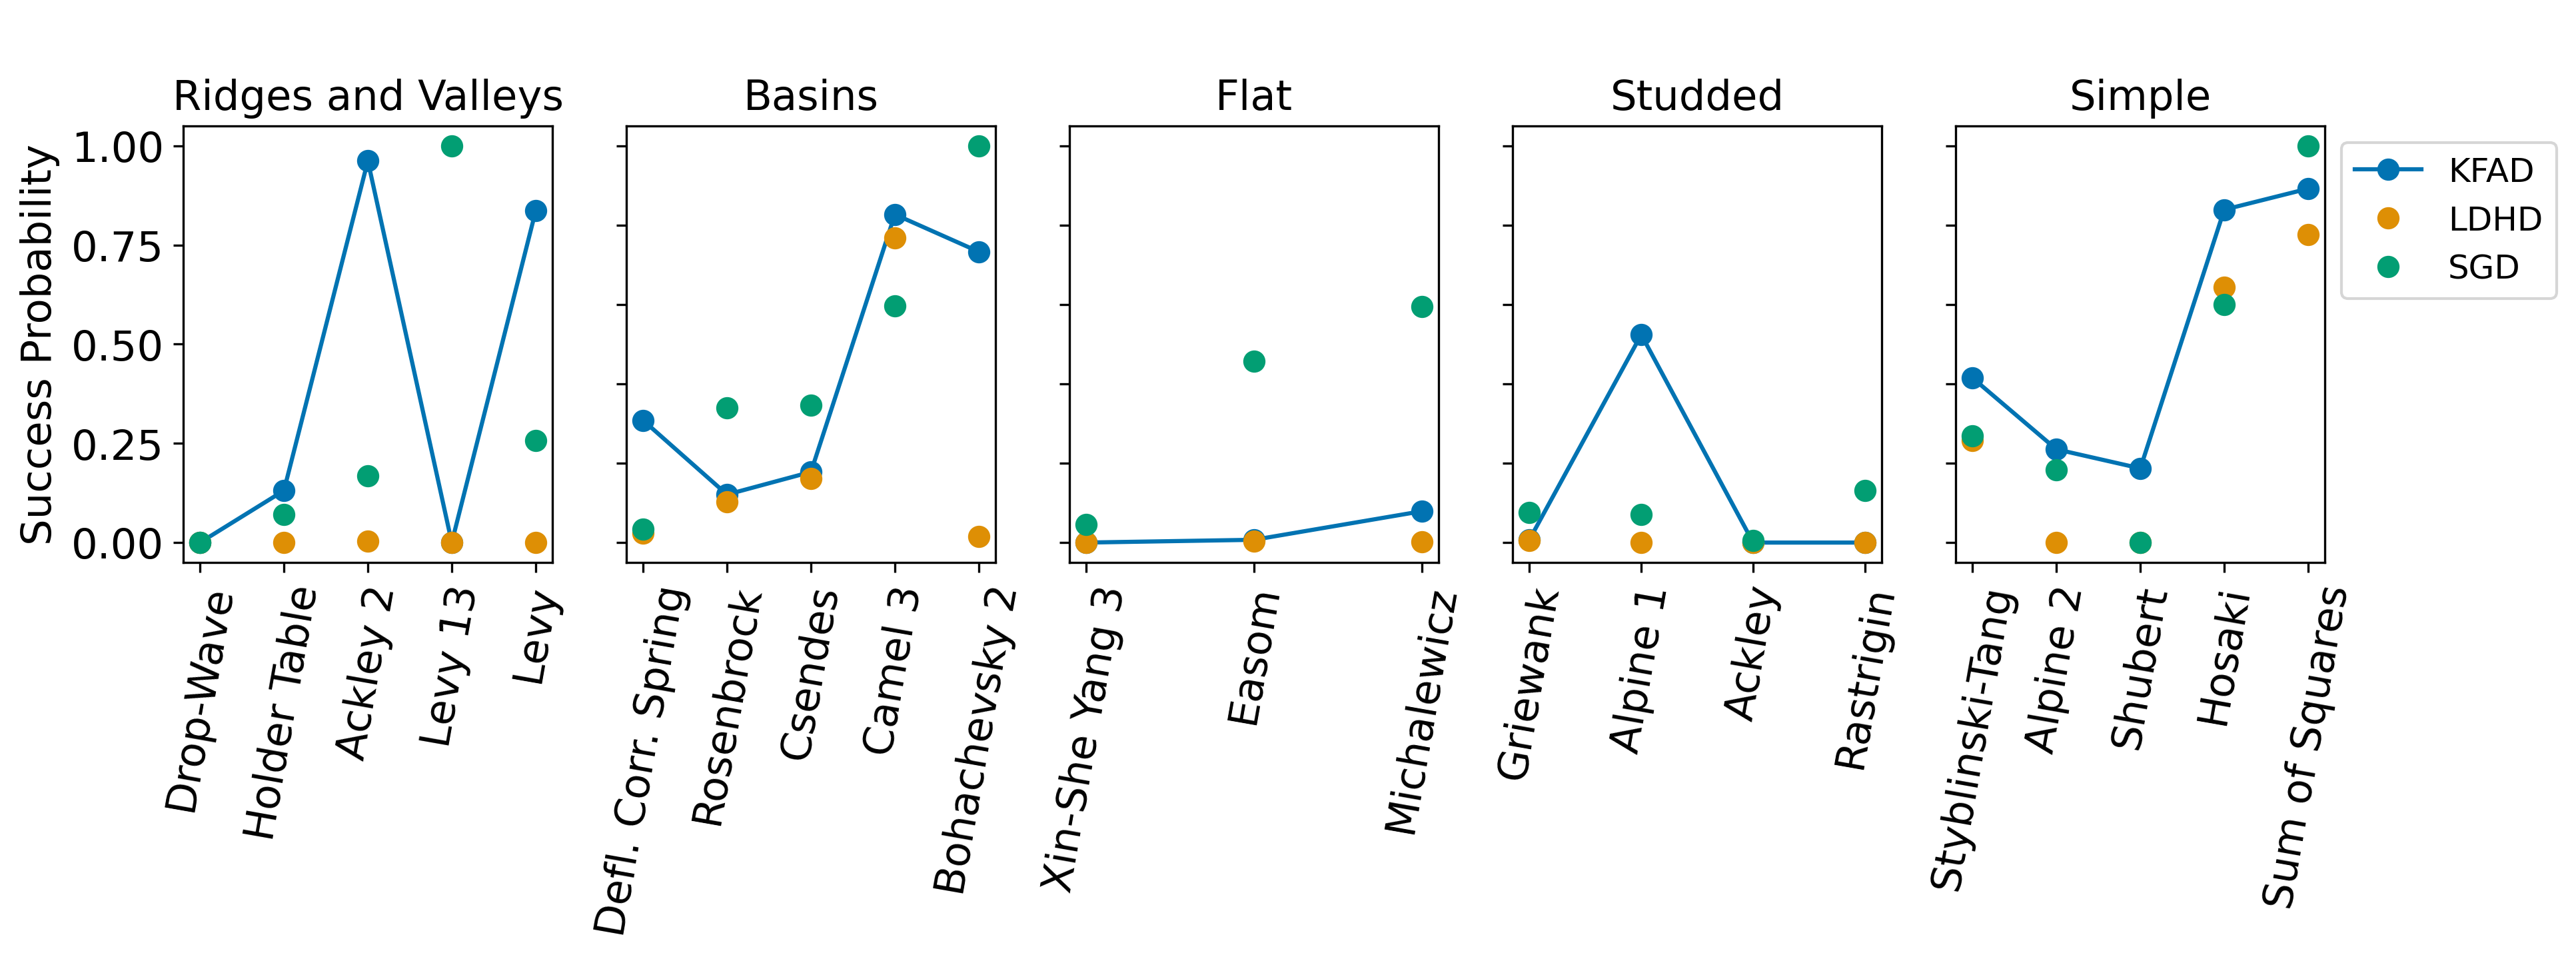 Ridges and Valleys
Basins
Flat
Studded
Simple
Success Probability
1.00
0.75
0.50
0.25
0.00
KFAD
LDHD
SGD
Drop-Wave
Holder Table
Ackley 2
Levy 13
Levy
Defl. Corr. Spring
Rosenbrock
Csendes
Camel 3
Bohachevsky 2
Xin-She Yang 3
Easom
Michalewicz
Griewank
Alpine 1
Ackley
Rastrigin
Styblinski-Tang
Alpine 2
Shubert
Hosaki
Sum of Squares